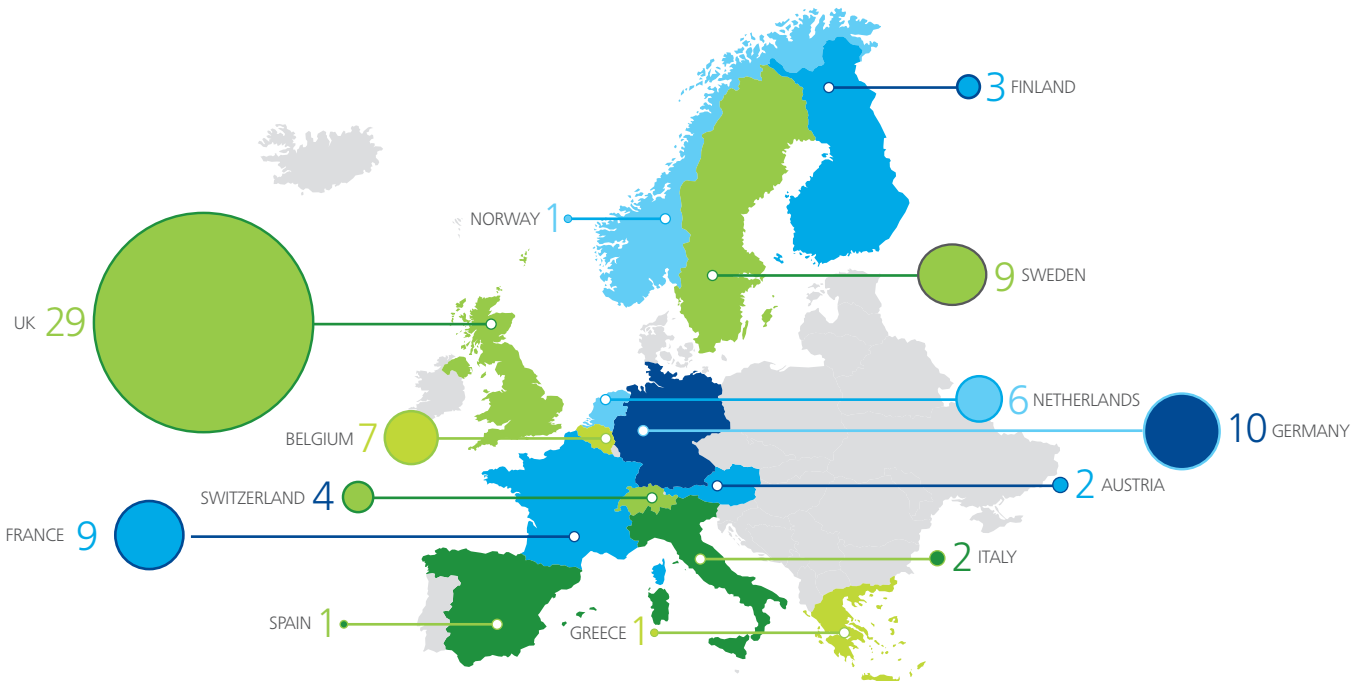 3 FINLAND
NORWAY 1
9 SWEDEN
UK 29
6 NETHERLANDS
10 GERMANY
BELGIUM 7
2 AUSTRIA
SWITZERLAND 4
FRANCE 9
2 ITALY
SPAIN 1
GREECE 1